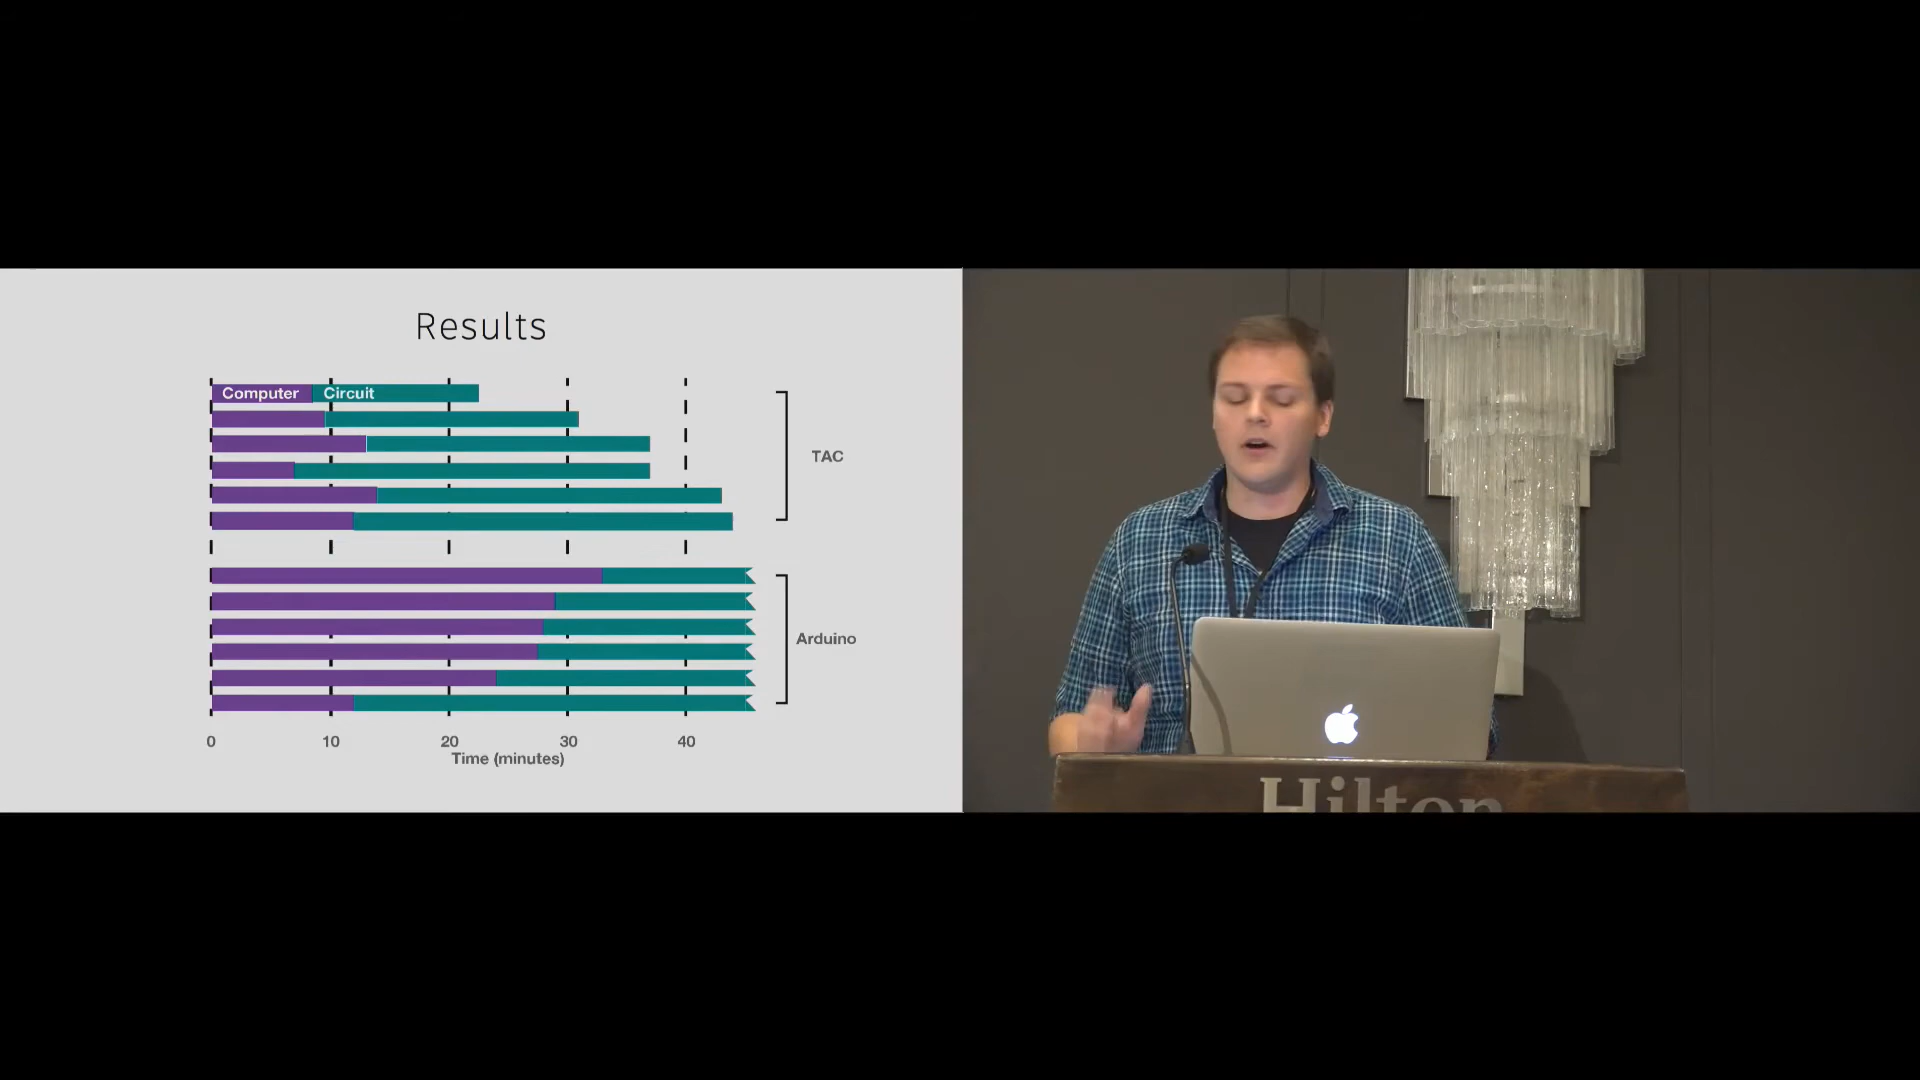 Results
Computer Circuit
TAC
Arduino
0 10 20 30 40
Time (minutes)
Hilton